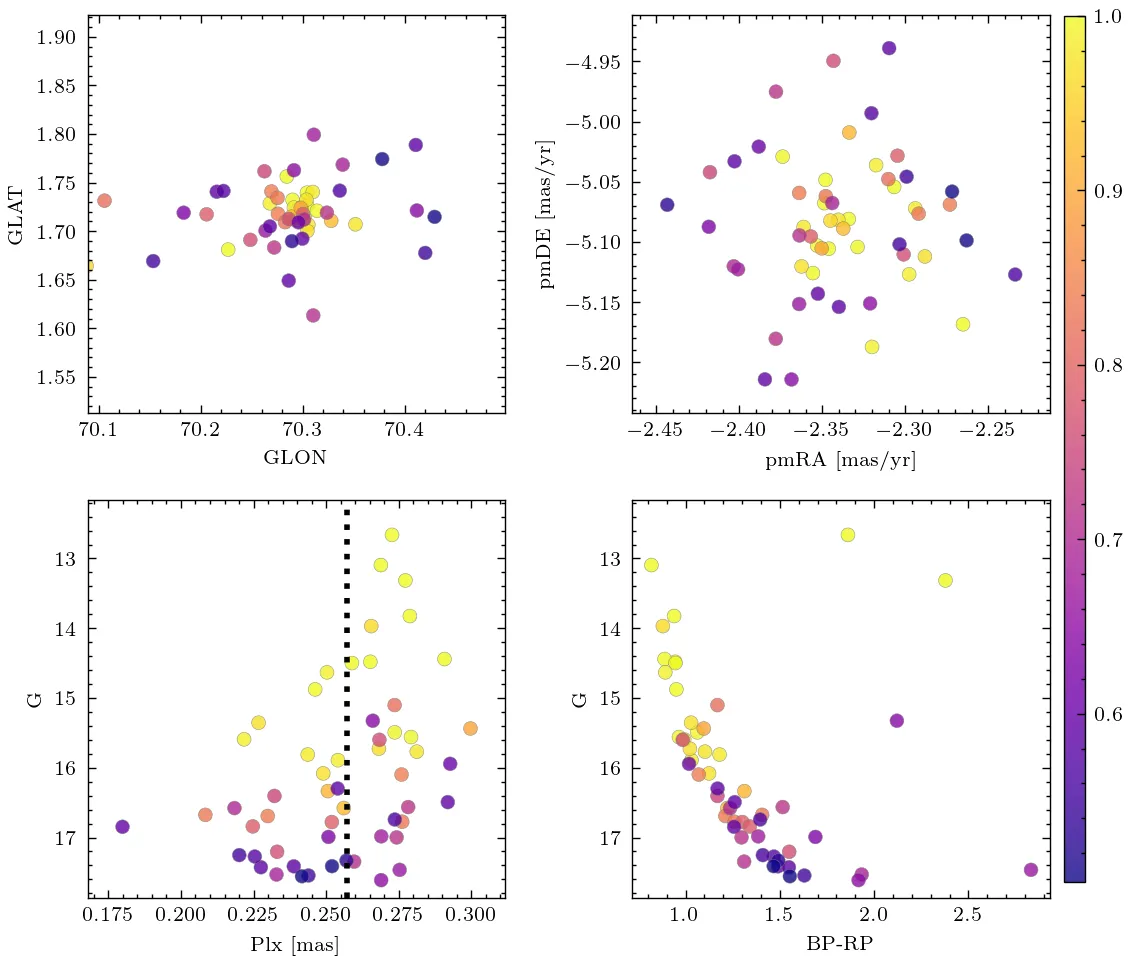 1.90
1.85
1.80
1.75
1.70
1.65
1.60
1.55
GLAT
70.1 70.2 70.3 70.4
GLON
−4.95
−5.00
−5.05
−5.10
−5.15
−5.20
pmDE [mas/yr]
−2.45 −2.40 −2.35 −2.30 −2.25
pmRA [mas/yr]
1.0
0.9
0.8
0.7
0.6
13
14
15
16
17
G
0.175 0.200 0.225 0.250 0.275 0.300
Plx [mas]
13
14
15
16
17
G
1.0 1.5 2.0 2.5
BP-RP